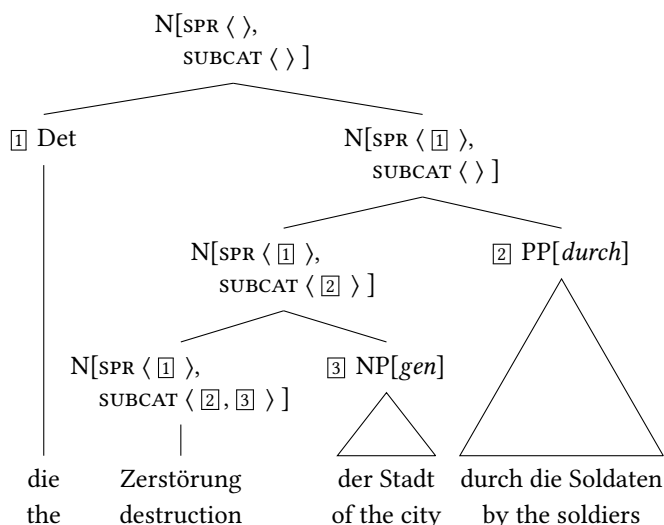 N[SPR ⟨ ⟩,
SUBCAT ⟨ ⟩ ]
1 Det
N[SPR ⟨ 1 ⟩,
SUBCAT ⟨ ⟩ ]
N[SPR ⟨ 1 ⟩,
SUBCAT ⟨ 2 ⟩ ]
2 PP[durch]
N[SPR ⟨ 1 ⟩,
SUBCAT ⟨ 2 , 3 ⟩ ]
3 NP[gen]
die Zerstörung der Stadt durch die Soldaten
the destruction of the city by the soldiers